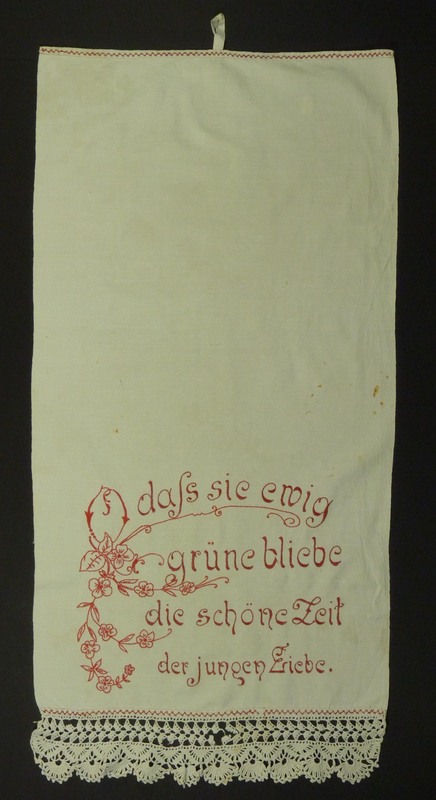 O daſs sie ewig
grüne bliebe
die schöne Zeit
der jungen Liebe.